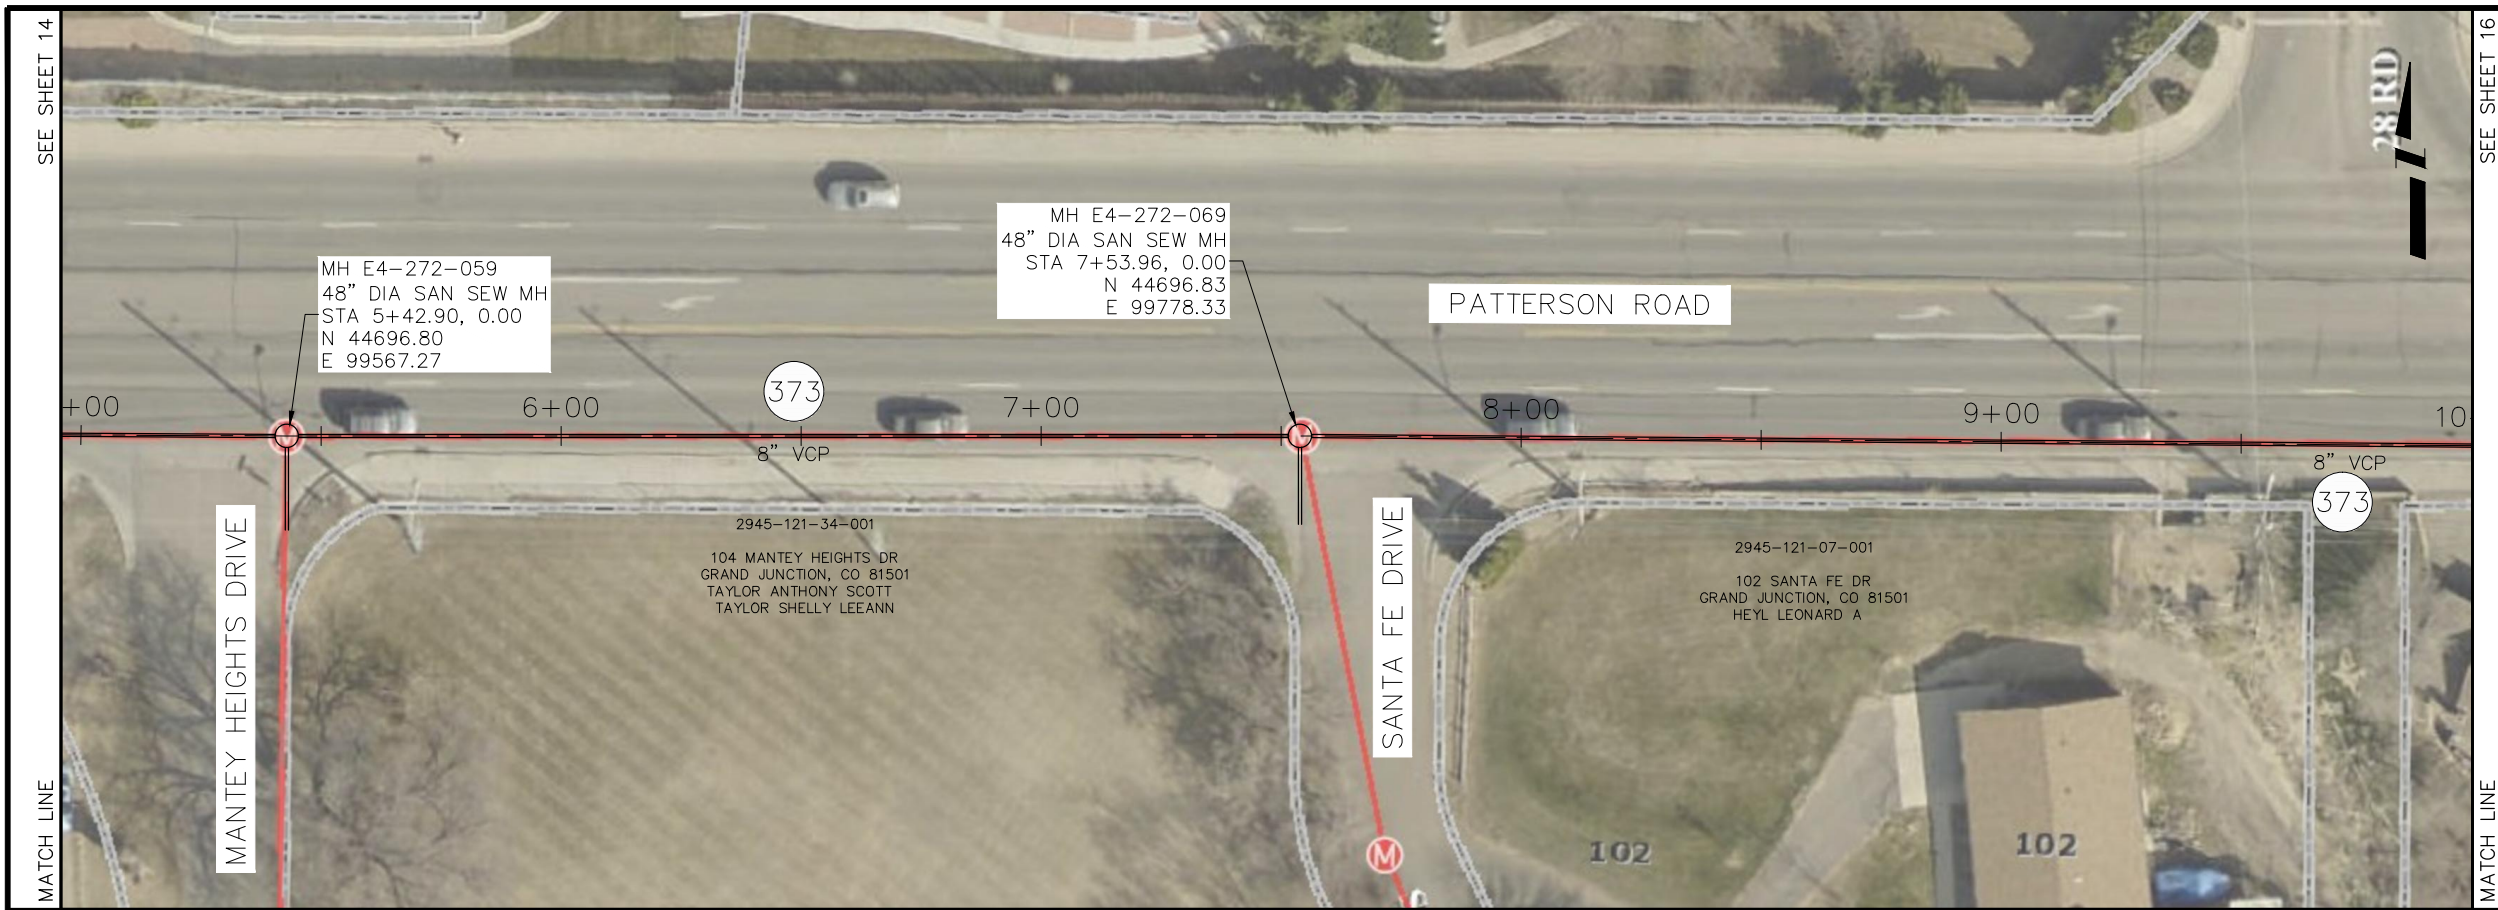 SEE SHEET 14
MATCH LINE
SEE SHEET 16
MATCH LINE
28 RD
MH E4-272-059
48" DIA SAN SEW MH
STA 5+42.90, 0.00
N 44696.80
E 99567.27
MH E4-272-069
48" DIA SAN SEW MH
STA 7+53.96, 0.00
N 44696.83
E 99778.33
PATTERSON ROAD
373
+00
6+00
7+00
8+00
9+00
10
8" VCP
8" VCP
373
MANTEY HEIGHTS DRIVE
2945-121-34-001
104 MANTEY HEIGHTS DR
GRAND JUNCTION, CO 81501
TAYLOR ANTHONY SCOTT
TAYLOR SHELLY LEEANN
SANTA FE DRIVE
2945-121-07-001
102 SANTA FE DR
GRAND JUNCTION, CO 81501
HEYL LEONARD A
M
102
102